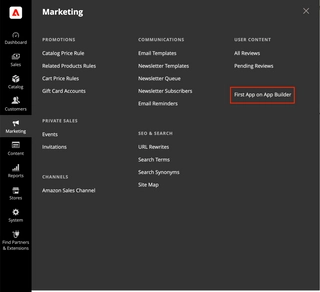 Marketing
Dashboard
Sales
Catalog
Customers
Marketing
Content
Reports
Stores
System
Find Partners
& Extensions
PROMOTIONS
Catalog Price Rule
Related Products Rules
Cart Price Rules
Gift Card Accounts
PRIVATE SALES
Events
Invitations
CHANNELS
Amazon Sales Channel
COMMUNICATIONS
Email Templates
Newsletter Templates
Newsletter Queue
Newsletter Subscribers
Email Reminders
SEO & SEARCH
URL Rewrites
Search Terms
Search Synonyms
Site Map
USER CONTENT
All Reviews
Pending Reviews
First App on App Builder